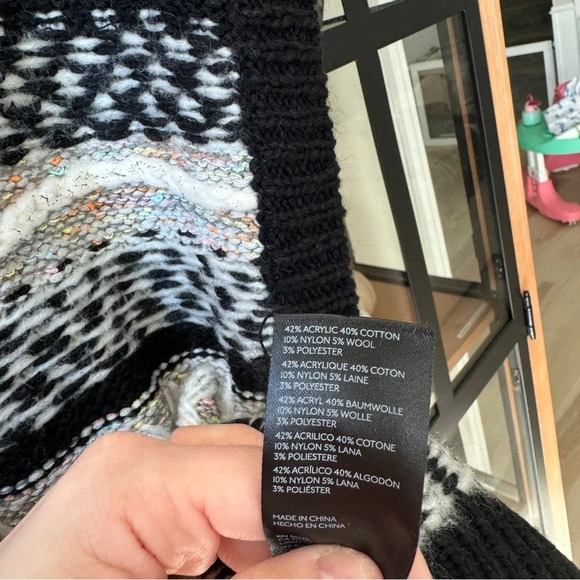 42% ACRYLIC 40% COTTON
10% NYLON 5% WOOL
3% POLYESTER
42% ACRYLIQUE 40% COTON
10% NYLON 5% LAINE
3% POLYESTER
42% ACRYL 40% BAUMWOLLE
10% NYLON 5% WOLLE
3% POLYESTER
42% ACRILICO 40% COTONE
10% NYLON 5% LANA
3% POLIESTERE
42% ACRÍLICO 40% ALGODÓN
10% NYLON 5% LANA
3% POLIÉSTER
MADE IN CHINA
HECHO EN CHINA